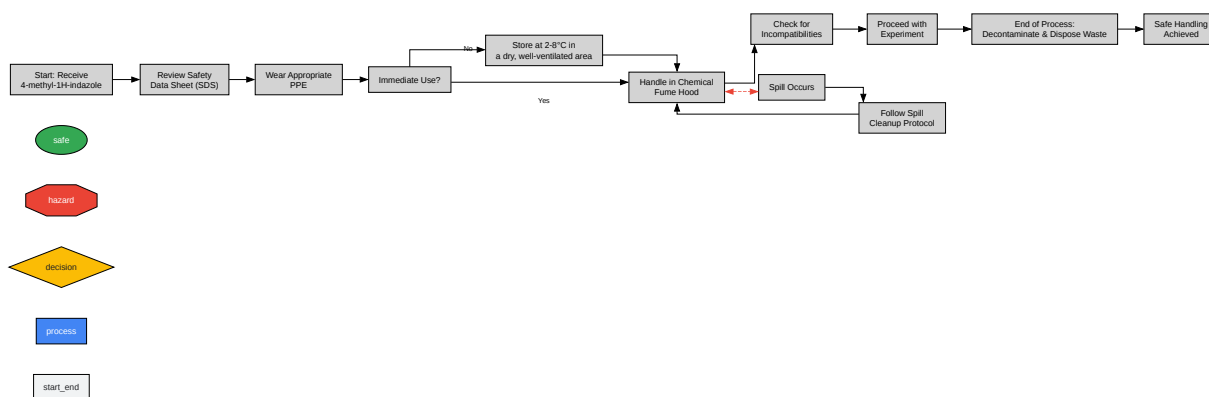 Start: Receive
4-methyl-1H-indazole
Review Safety
Data Sheet (SDS)
Wear Appropriate
PPE
Immediate Use?
No
Yes
Store at 2-8°C in
a dry, well-ventilated area
Handle in Chemical
Fume Hood
Check for
Incompatibilities
Proceed with
Experiment
End of Process:
Decontaminate & Dispose Waste
Safe Handling
Achieved
Spill Occurs
Follow Spill
Cleanup Protocol
safe
hazard
decision
process
start_end